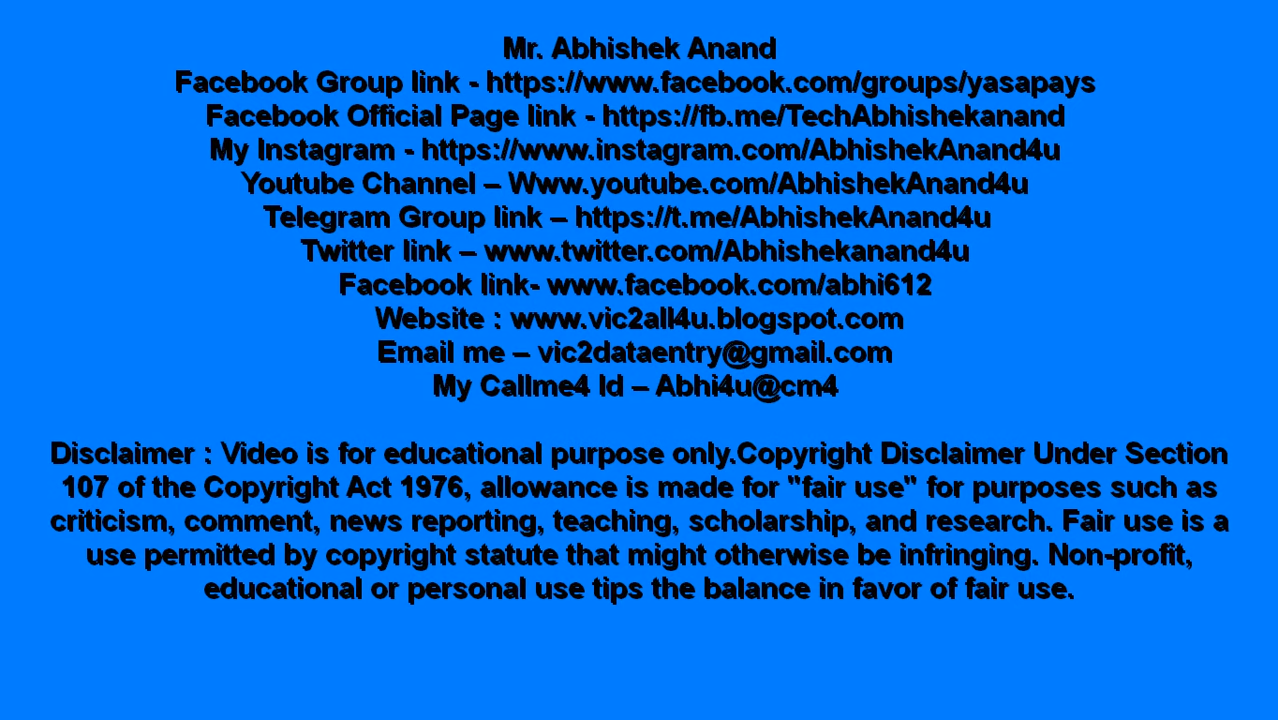 Mr. Abhishek Anand
Facebook Group link - https://www.facebook.com/groups/yasapays
Facebook Official Page link - https://fb.me/TechAbhishekanand
My Instagram - https://www.instagram.com/AbhishekAnand4u
Youtube Channel – Www.youtube.com/AbhishekAnand4u
Telegram Group link – https://t.me/AbhishekAnand4u
Twitter link – www.twitter.com/Abhishekanand4u
Facebook link- www.facebook.com/abhi612
Website : www.vic2all4u.blogspot.com
Email me – vic2dataentry@gmail.com
My Callme4 Id – Abhi4u@cm4
Disclaimer : Video is for educational purpose only.Copyright Disclaimer Under Section
107 of the Copyright Act 1976, allowance is made for "fair use" for purposes such as
criticism, comment, news reporting, teaching, scholarship, and research. Fair use is a
use permitted by copyright statute that might otherwise be infringing. Non-profit,
educational or personal use tips the balance in favor of fair use.